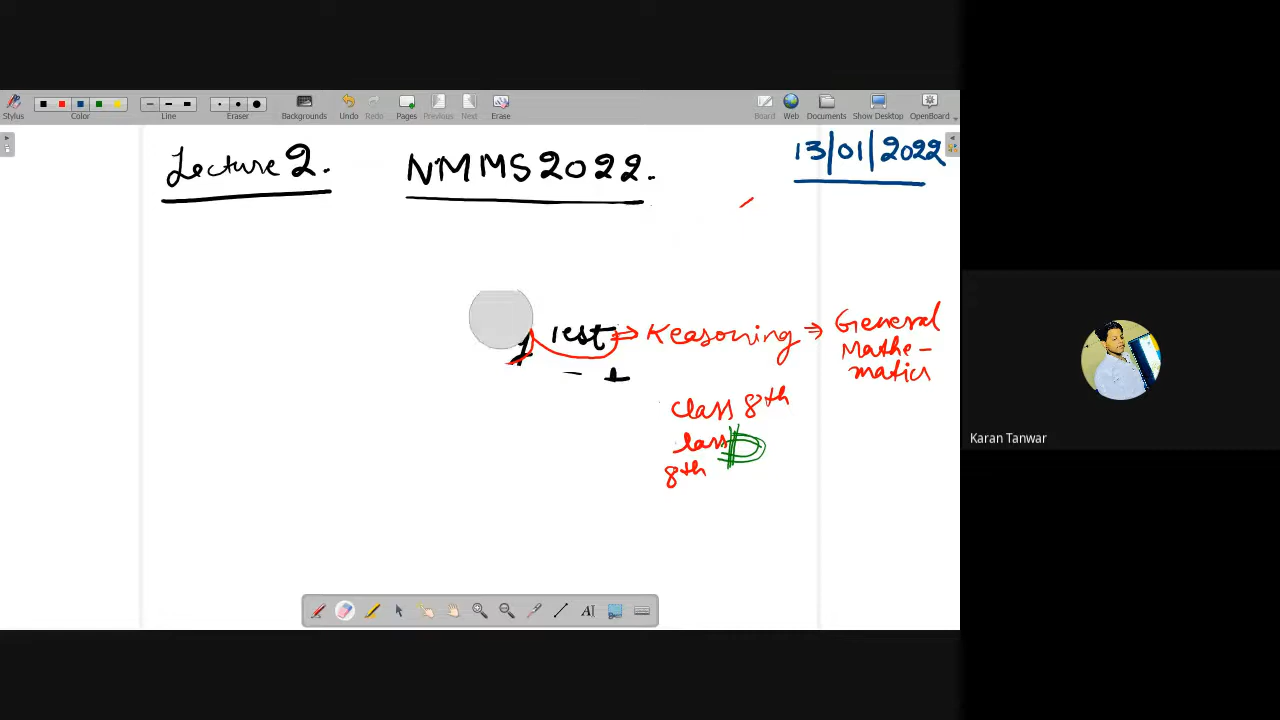 Stylus Color Line Eraser Backgrounds Undo Redo Pages Previous Next Erase Board Web Documents Show Desktop OpenBoard
Lecture 2. NMMS 2022. 13/01/2022
Test ⇒ Reasoning ⇒ General
Mathe-
matics
Class 8th
lass
8th
Karan Tanwar